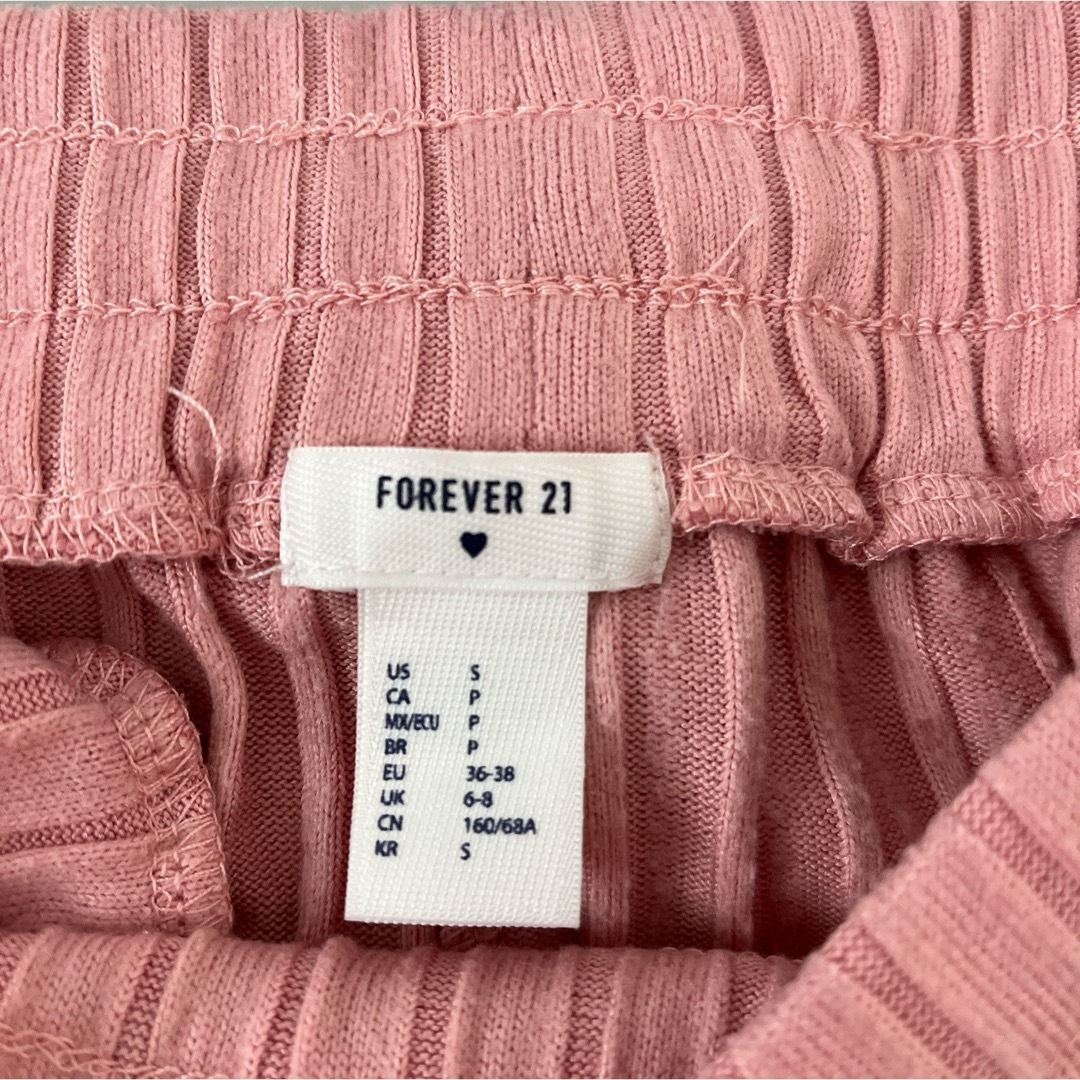 FOREVER 21
US S
CA P
MX/ECU P
BR P
EU 36-38
UK 6-8
CN 160/68A
KR S